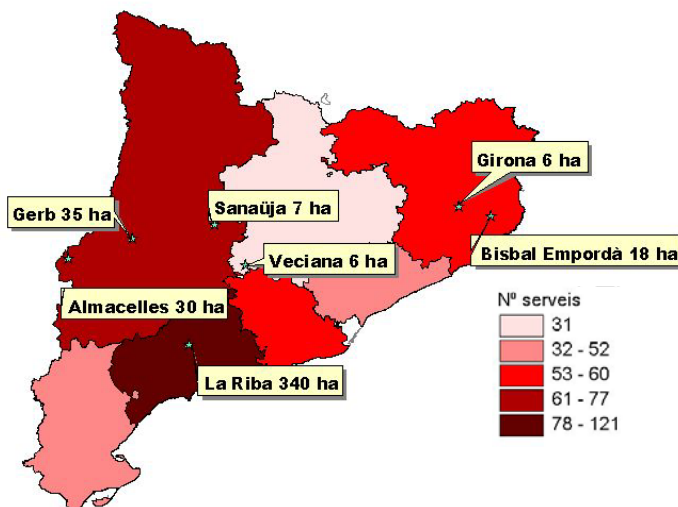 Girona 6 ha
Sanaüja 7 ha
Gerb 35 ha
Bisbal Empordà 18 ha
Veciana 6 ha
Almacelles 30 ha
La Riba 340 ha
Nº serveis
31
32 - 52
53 - 60
61 - 77
78 - 121